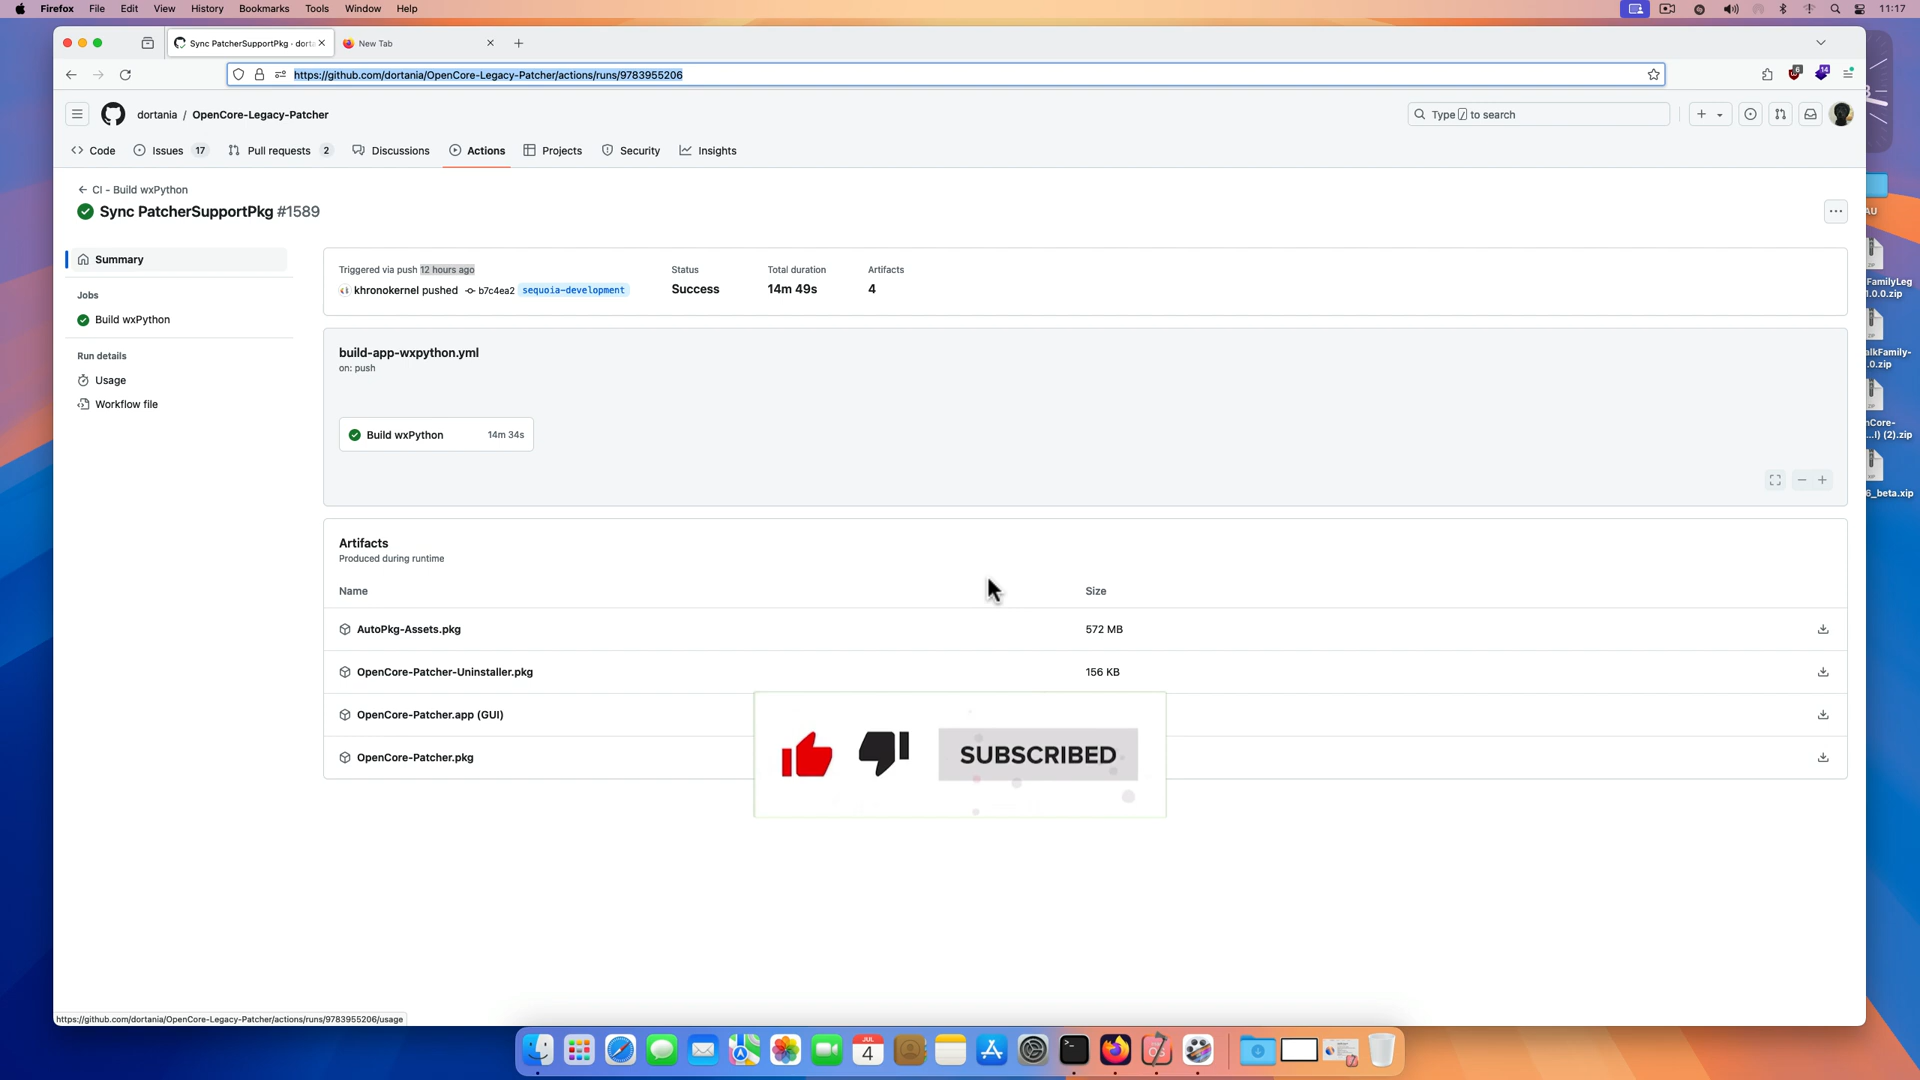 Firefox File Edit View History Bookmarks Tools Window Help 11:17
Sync PatcherSupportPkg · dorta New Tab
https://github.com/dortania/OpenCore-Legacy-Patcher/actions/runs/9783955206 6 14
dortania / OpenCore-Legacy-Patcher Type / to search
Code Issues 17 Pull requests 2 Discussions Actions Projects Security Insights
CI - Build wxPython
Sync PatcherSupportPkg #1589
AU
Summary
Triggered via push 12 hours ago Status Total duration Artifacts
khronokernel pushed b7c4ea2 sequoia-development Success 14m 49s 4
FamilyLeg
1.0.0.zip
Jobs
Build wxPython
Run details
Usage
Workflow file
build-app-wxpython.yml
on: push
alkFamily-
.0.zip
Build wxPython 14m 34s
nCore-
...I) (2).zip
6_beta.xip
Artifacts
Produced during runtime
Name Size
AutoPkg-Assets.pkg 572 MB
OpenCore-Patcher-Uninstaller.pkg 156 KB
OpenCore-Patcher.app (GUI)
OpenCore-Patcher.pkg
SUBSCRIBED
https://github.com/dortania/OpenCore-Legacy-Patcher/actions/runs/9783955206/usage
JUL
4